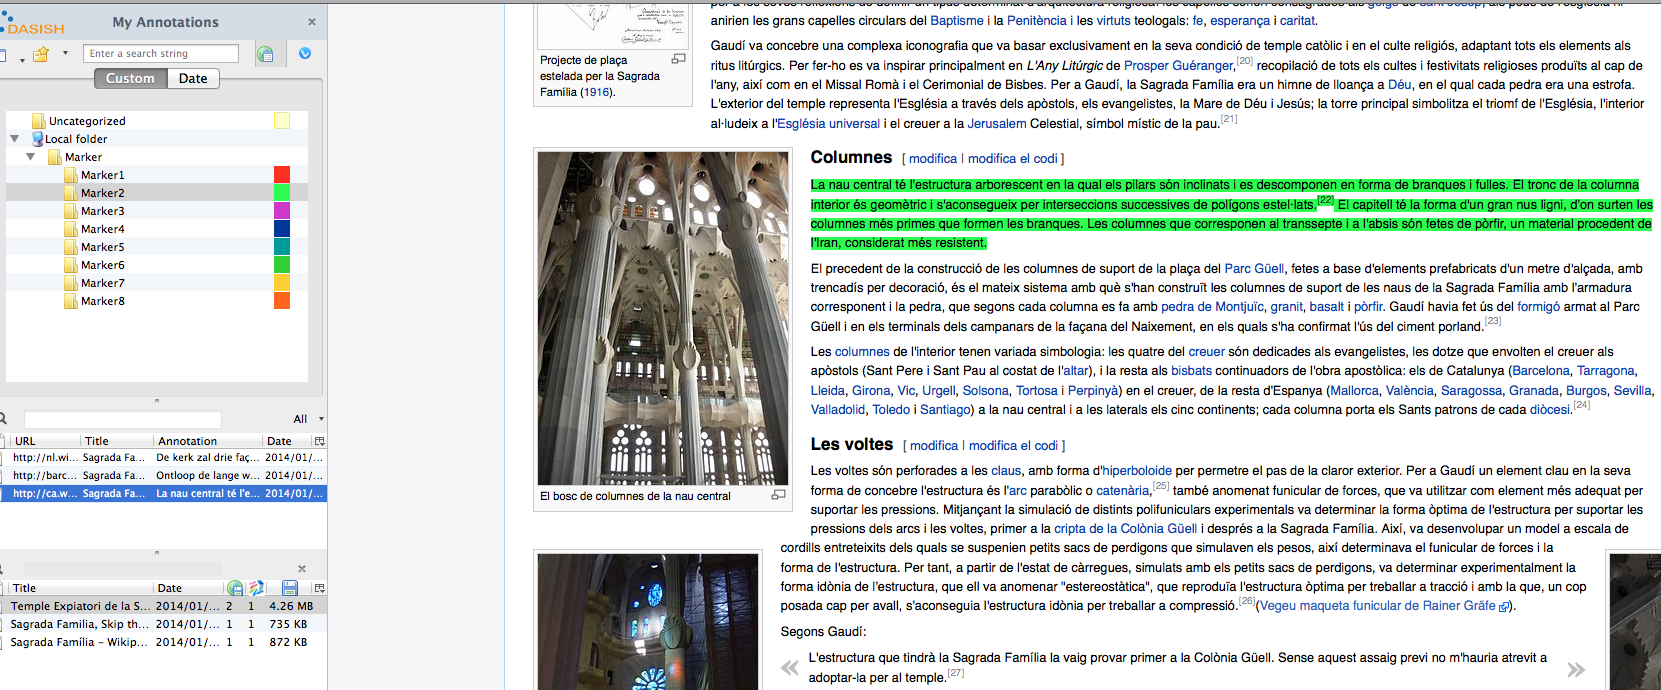 DASISH
My Annotations
Enter a search string
Custom
Date
Uncategorized
Local folder
Marker
Marker1
Marker2
Marker3
Marker4
Marker5
Marker6
Marker7
Marker8
All
URL Title Annotation Date
http://nl.wi... Sagrada Fa... De kerk zal drie faç... 2014/01/...
http://barc... Sagrada Fa... Ontloop de lange w... 2014/01/...
http://ca.w... Sagrada Fa... La nau central té l'e... 2014/01/...
Title Date
Temple Expiatori de la S... 2014/01/... 2 1 4.26 MB
Sagrada Familia, Skip th... 2014/01/... 1 1 735 KB
Sagrada Família – Wikip... 2014/01/... 1 1 872 KB
Projecte de plaça
estelada per la Sagrada
Família (1916).
anirien les grans capelles circulars del Baptisme i la Penitència i les virtuts teologals: fe, esperança i caritat.
Gaudí va concebre una complexa iconografia que va basar exclusivament en la seva condició de temple catòlic i en el culte religiós, adaptant tots els elements als
ritus litúrgics. Per fer-ho es va inspirar principalment en L'Any Litúrgic de Prosper Guéranger,[20] recopilació de tots els cultes i festivitats religioses produïts al cap de
l'any, així com en el Missal Romà i el Cerimonial de Bisbes. Per a Gaudí, la Sagrada Família era un himne de lloança a Déu, en el qual cada pedra era una estrofa.
L'exterior del temple representa l'Església a través dels apòstols, els evangelistes, la Mare de Déu i Jesús; la torre principal simbolitza el triomf de l'Església, l'interior
al·ludeix a l'Església universal i el creuer a la Jerusalem Celestial, símbol místic de la pau.[21]
Columnes [ modifica | modifica el codi ]
La nau central té l'estructura arborescent en la qual els pilars són inclinats i es descomponen en forma de branques i fulles. El tronc de la columna
interior és geomètric i s'aconsegueix per interseccions successives de polígons estel·lats.[22] El capitell té la forma d'un gran nus ligni, d'on surten les
columnes més primes que formen les branques. Les columnes que corresponen al transsepte i a l'absis són fetes de pòrfir, un material procedent de
l'Iran, considerat més resistent.
El precedent de la construcció de les columnes de suport de la plaça del Parc Güell, fetes a base d'elements prefabricats d'un metre d'alçada, amb
trencadís per decoració, és el mateix sistema amb què s'han construït les columnes de suport de les naus de la Sagrada Família amb l'armadura
corresponent i la pedra, que segons cada columna es fa amb pedra de Montjuïc, granit, basalt i pòrfir. Gaudí havia fet ús del formigó armat al Parc
Güell i en els terminals dels campanars de la façana del Naixement, en els quals s'ha confirmat l'ús del ciment porland.[23]
Les columnes de l'interior tenen variada simbologia: les quatre del creuer són dedicades als evangelistes, les dotze que envolten el creuer als
apòstols (Sant Pere i Sant Pau al costat de l'altar), i la resta als bisbats continuadors de l'obra apostòlica: els de Catalunya (Barcelona, Tarragona,
Lleida, Girona, Vic, Urgell, Solsona, Tortosa i Perpinyà) en el creuer, de la resta d'Espanya (Mallorca, València, Saragossa, Granada, Burgos, Sevilla,
Valladolid, Toledo i Santiago) a la nau central i a les laterals els cinc continents; cada columna porta els Sants patrons de cada diòcesi.[24]
El bosc de columnes de la nau central
Les voltes [ modifica | modifica el codi ]
Les voltes són perforades a les claus, amb forma d'hiperboloide per permetre el pas de la claror exterior. Per a Gaudí un element clau en la seva
forma de concebre l'estructura és l'arc parabòlic o catenària,[25] també anomenat funicular de forces, que va utilitzar com element més adequat per
suportar les pressions. Mitjançant la simulació de distints polifuniculars experimentals va determinar la forma òptima de l'estructura per suportar les
pressions dels arcs i les voltes, primer a la cripta de la Colònia Güell i després a la Sagrada Família. Així, va desenvolupar un model a escala de
cordills entreteixits dels quals se suspenien petits sacs de perdigons que simulaven els pesos, així determinava el funicular de forces i la
forma de l'estructura. Per tant, a partir de l'estat de càrregues, simulats amb els petits sacs de perdigons, va determinar experimentalment la
forma idònia de l'estructura, que ell va anomenar "estereostàtica", que reproduïa l'estructura òptima per treballar a tracció i amb la que, un cop
posada cap per avall, s'aconseguia l'estructura idònia per treballar a compressió.[26](Vegeu maqueta funicular de Rainer Gräfe).
Segons Gaudí:
« L'estructura que tindrà la Sagrada Família la vaig provar primer a la Colònia Güell. Sense aquest assaig previ no m'hauria atrevit a »
adoptar-la per al temple.[27]